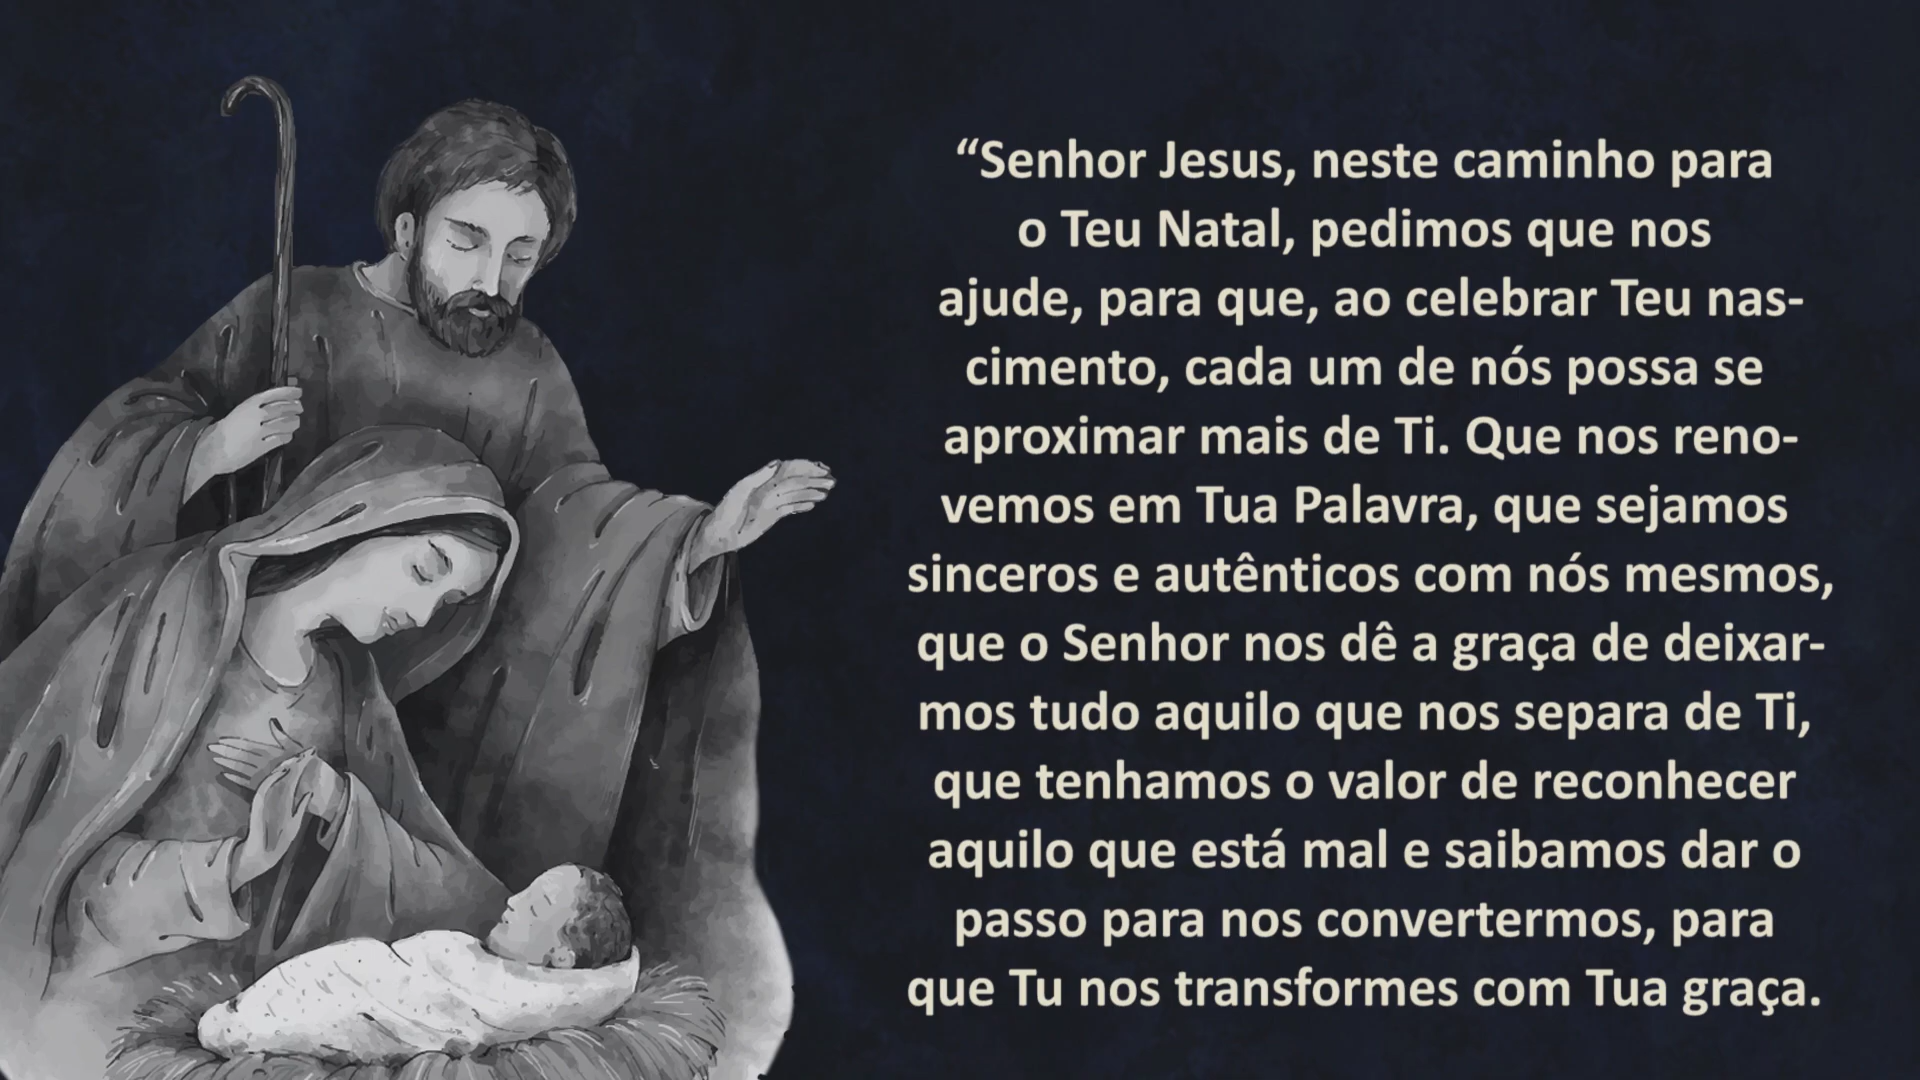 “Senhor Jesus, neste caminho para
o Teu Natal, pedimos que nos
ajude, para que, ao celebrar Teu nas-
cimento, cada um de nós possa se
aproximar mais de Ti. Que nos reno-
vemos em Tua Palavra, que sejamos
sinceros e autênticos com nós mesmos,
que o Senhor nos dê a graça de deixar-
mos tudo aquilo que nos separa de Ti,
que tenhamos o valor de reconhecer
aquilo que está mal e saibamos dar o
passo para nos convertermos, para
que Tu nos transformes com Tua graça.